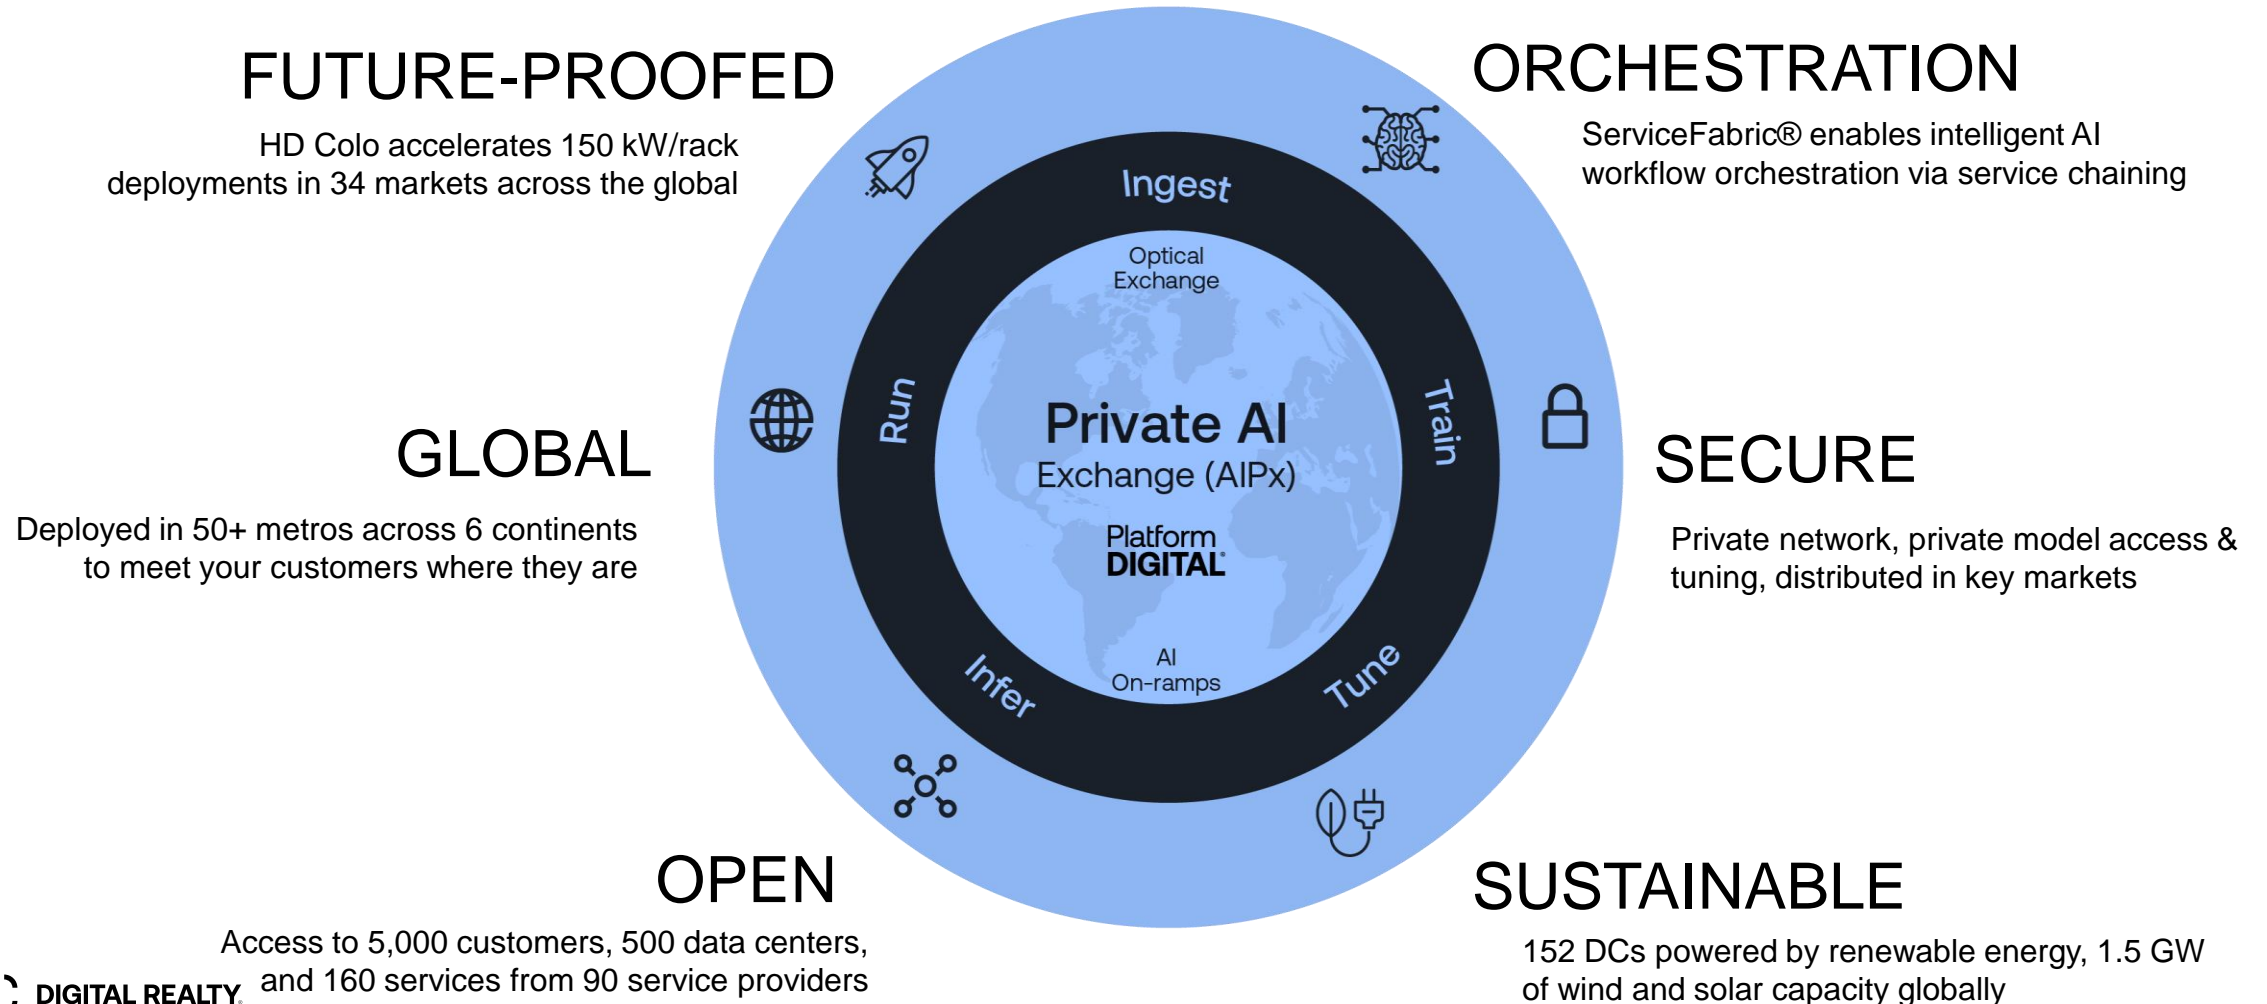 FUTURE-PROOFED
HD Colo accelerates 150 kW/rack
deployments in 34 markets across the global
ORCHESTRATION
ServiceFabric® enables intelligent AI
workflow orchestration via service chaining
GLOBAL
Deployed in 50+ metros across 6 continents
to meet your customers where they are
SECURE
Private network, private model access &
tuning, distributed in key markets
OPEN
Access to 5,000 customers, 500 data centers,
and 160 services from 90 service providers
SUSTAINABLE
152 DCs powered by renewable energy, 1.5 GW
of wind and solar capacity globally
Ingest
Train
Tune
Infer
Run
Optical
Exchange
Private AI
Exchange (AIPx)
Platform
DIGITAL
AI
On-ramps
DIGITAL REALTY